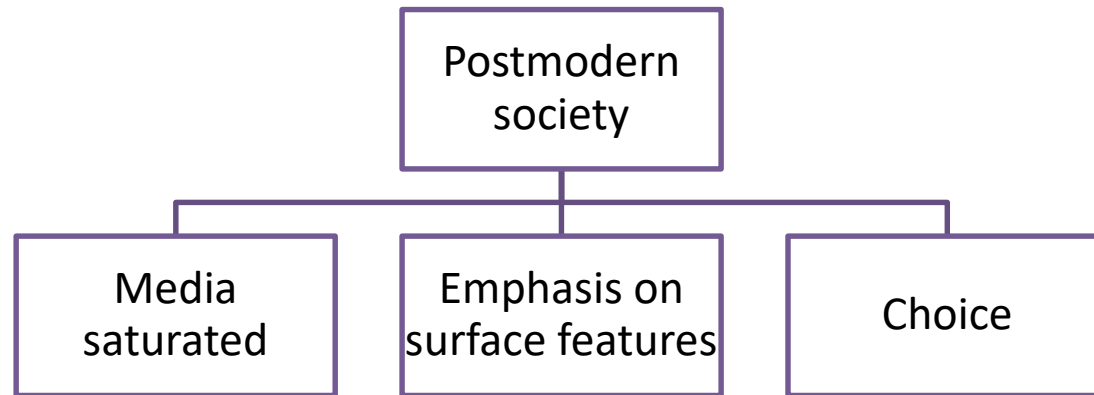 Postmodern
society
Media
saturated
Emphasis on
surface features
Choice